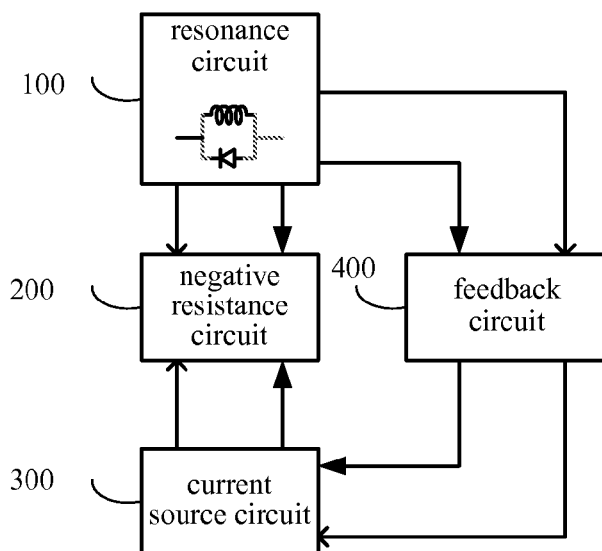 resonance
circuit
100
negative
resistance
circuit
200
400
feedback
circuit
300
current
source circuit